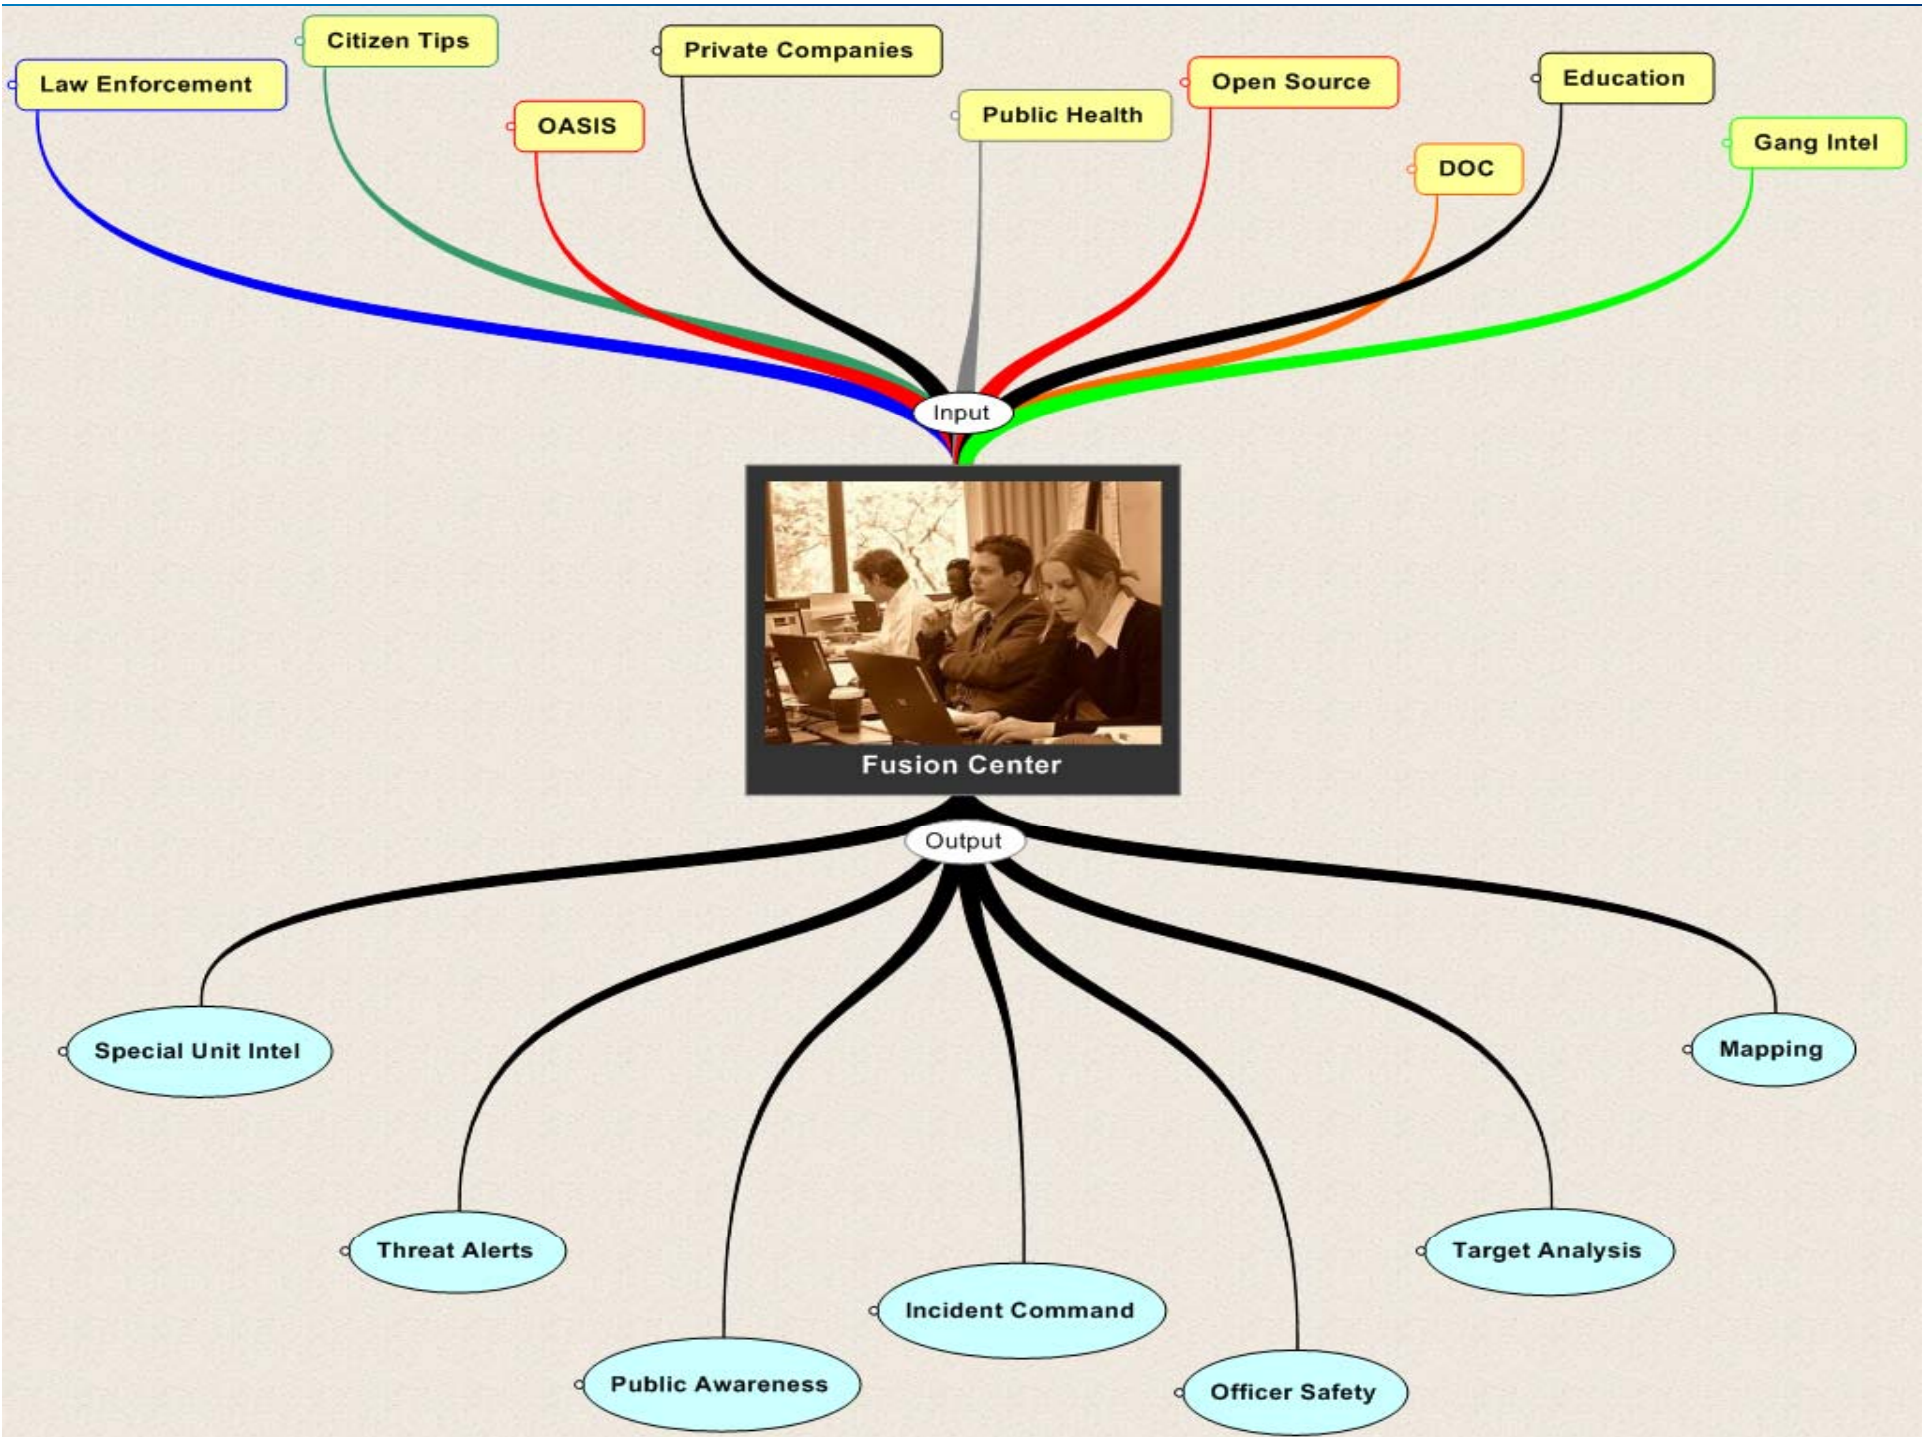 Citizen Tips
Private Companies
Law Enforcement
Open Source
Education
OASIS
Public Health
Gang Intel
DOC
Input
Fusion Center
Output
Special Unit Intel
Mapping
Threat Alerts
Target Analysis
Incident Command
Public Awareness
Officer Safety